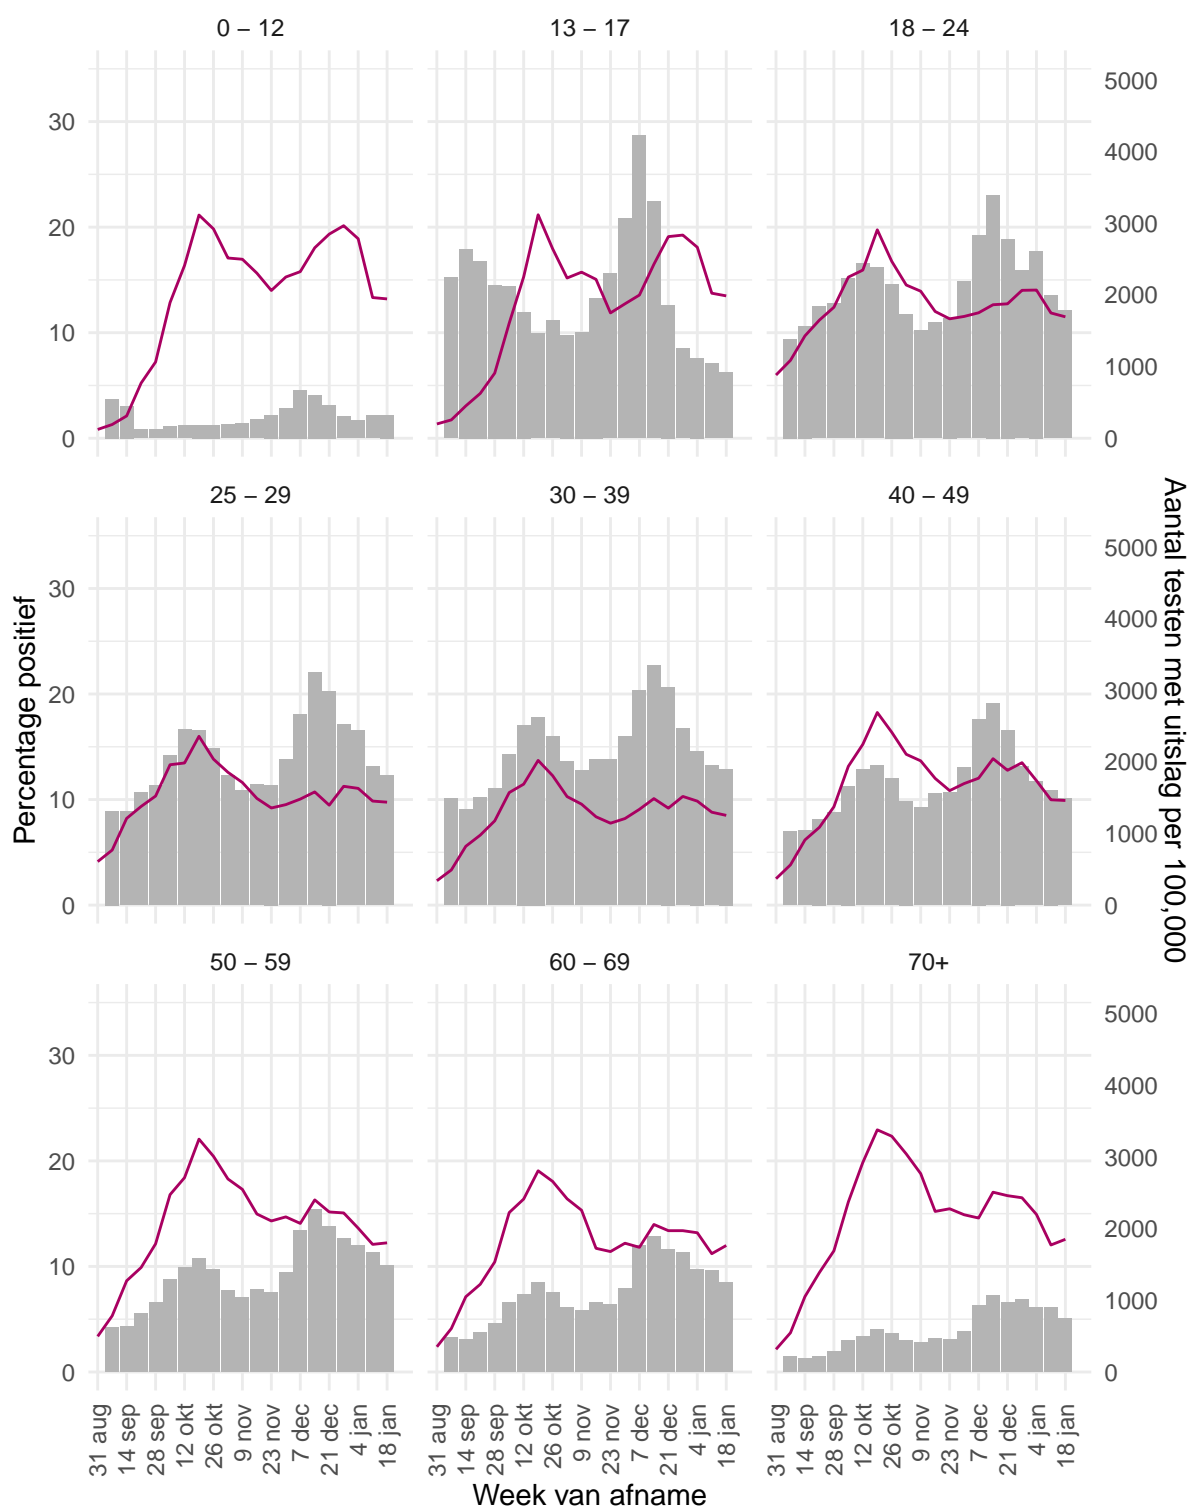 0 – 12
13 – 17
18 – 24
30
20
10
0
5000
4000
3000
2000
1000
0
25 – 29
30 – 39
40 – 49
30
20
10
0
5000
4000
3000
2000
1000
0
50 – 59
60 – 69
70+
30
20
10
0
5000
4000
3000
2000
1000
0
Percentage positief
Aantal testen met uitslag per 100,000
31 aug
14 sep
28 sep
12 okt
26 okt
9 nov
23 nov
7 dec
21 dec
4 jan
18 jan
31 aug
14 sep
28 sep
12 okt
26 okt
9 nov
23 nov
7 dec
21 dec
4 jan
18 jan
31 aug
14 sep
28 sep
12 okt
26 okt
9 nov
23 nov
7 dec
21 dec
4 jan
18 jan
Week van afname